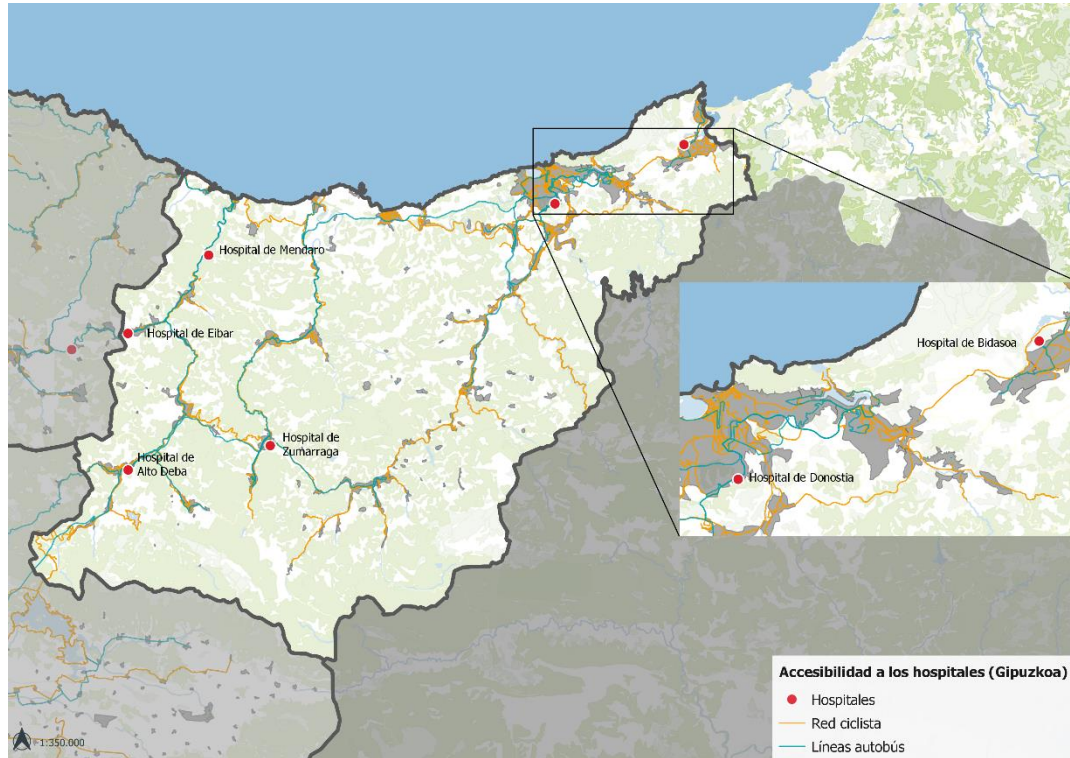 Hospital de Mendaro
Hospital de Eibar
Hospital de
Zumarraga
Hospital de
Alto Deba
Hospital de Bidasoa
Hospital de Donostia
Accesibilidad a los hospitales (Gipuzkoa)
Hospitales
Red ciclista
Líneas autobús
1:350.000